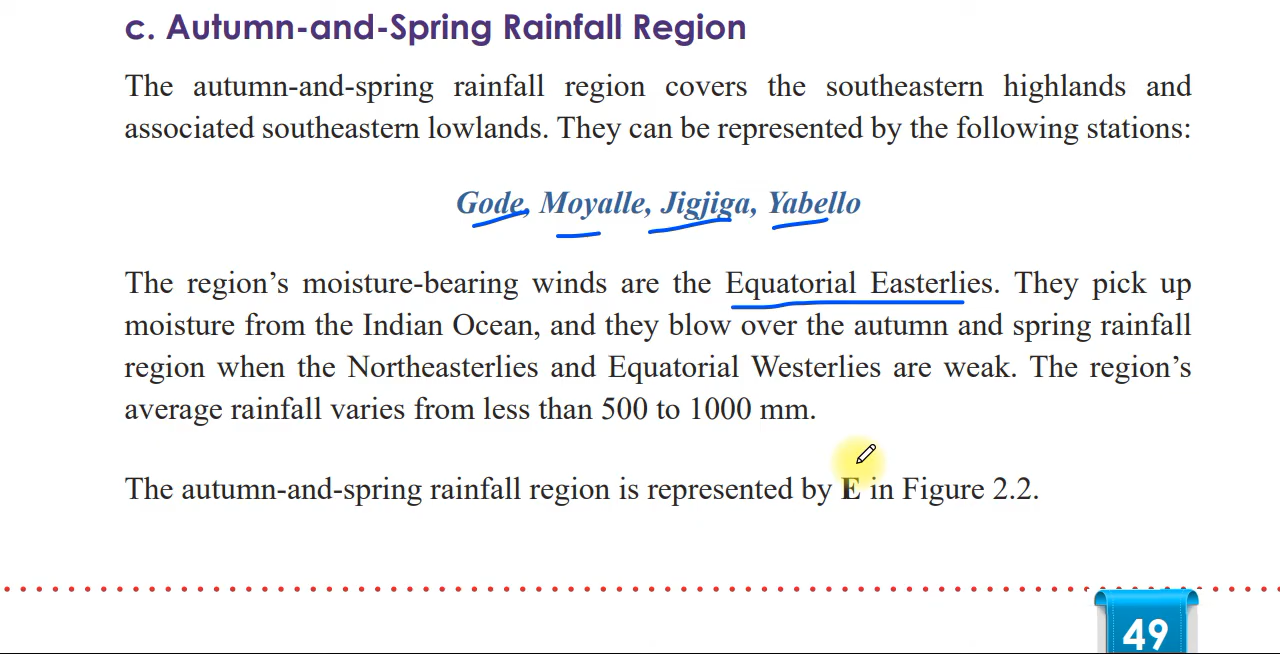 c. Autumn-and-Spring Rainfall Region
The autumn-and-spring rainfall region covers the southeastern highlands and
associated southeastern lowlands. They can be represented by the following stations:
Gode, Moyalle, Jigjiga, Yabello
The region’s moisture-bearing winds are the Equatorial Easterlies. They pick up
moisture from the Indian Ocean, and they blow over the autumn and spring rainfall
region when the Northeasterlies and Equatorial Westerlies are weak. The region’s
average rainfall varies from less than 500 to 1000 mm.
The autumn-and-spring rainfall region is represented by E in Figure 2.2.
49